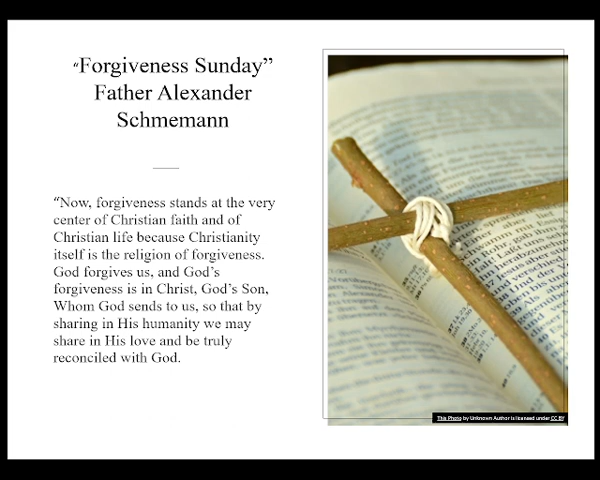 “Forgiveness Sunday”
Father Alexander
Schmemann
“Now, forgiveness stands at the very
center of Christian faith and of
Christian life because Christianity
itself is the religion of forgiveness.
God forgives us, and God’s
forgiveness is in Christ, God’s Son,
Whom God sends to us, so that by
sharing in His humanity we may
share in His love and be truly
reconciled with God.
This Photo by Unknown Author is licensed under CC BY